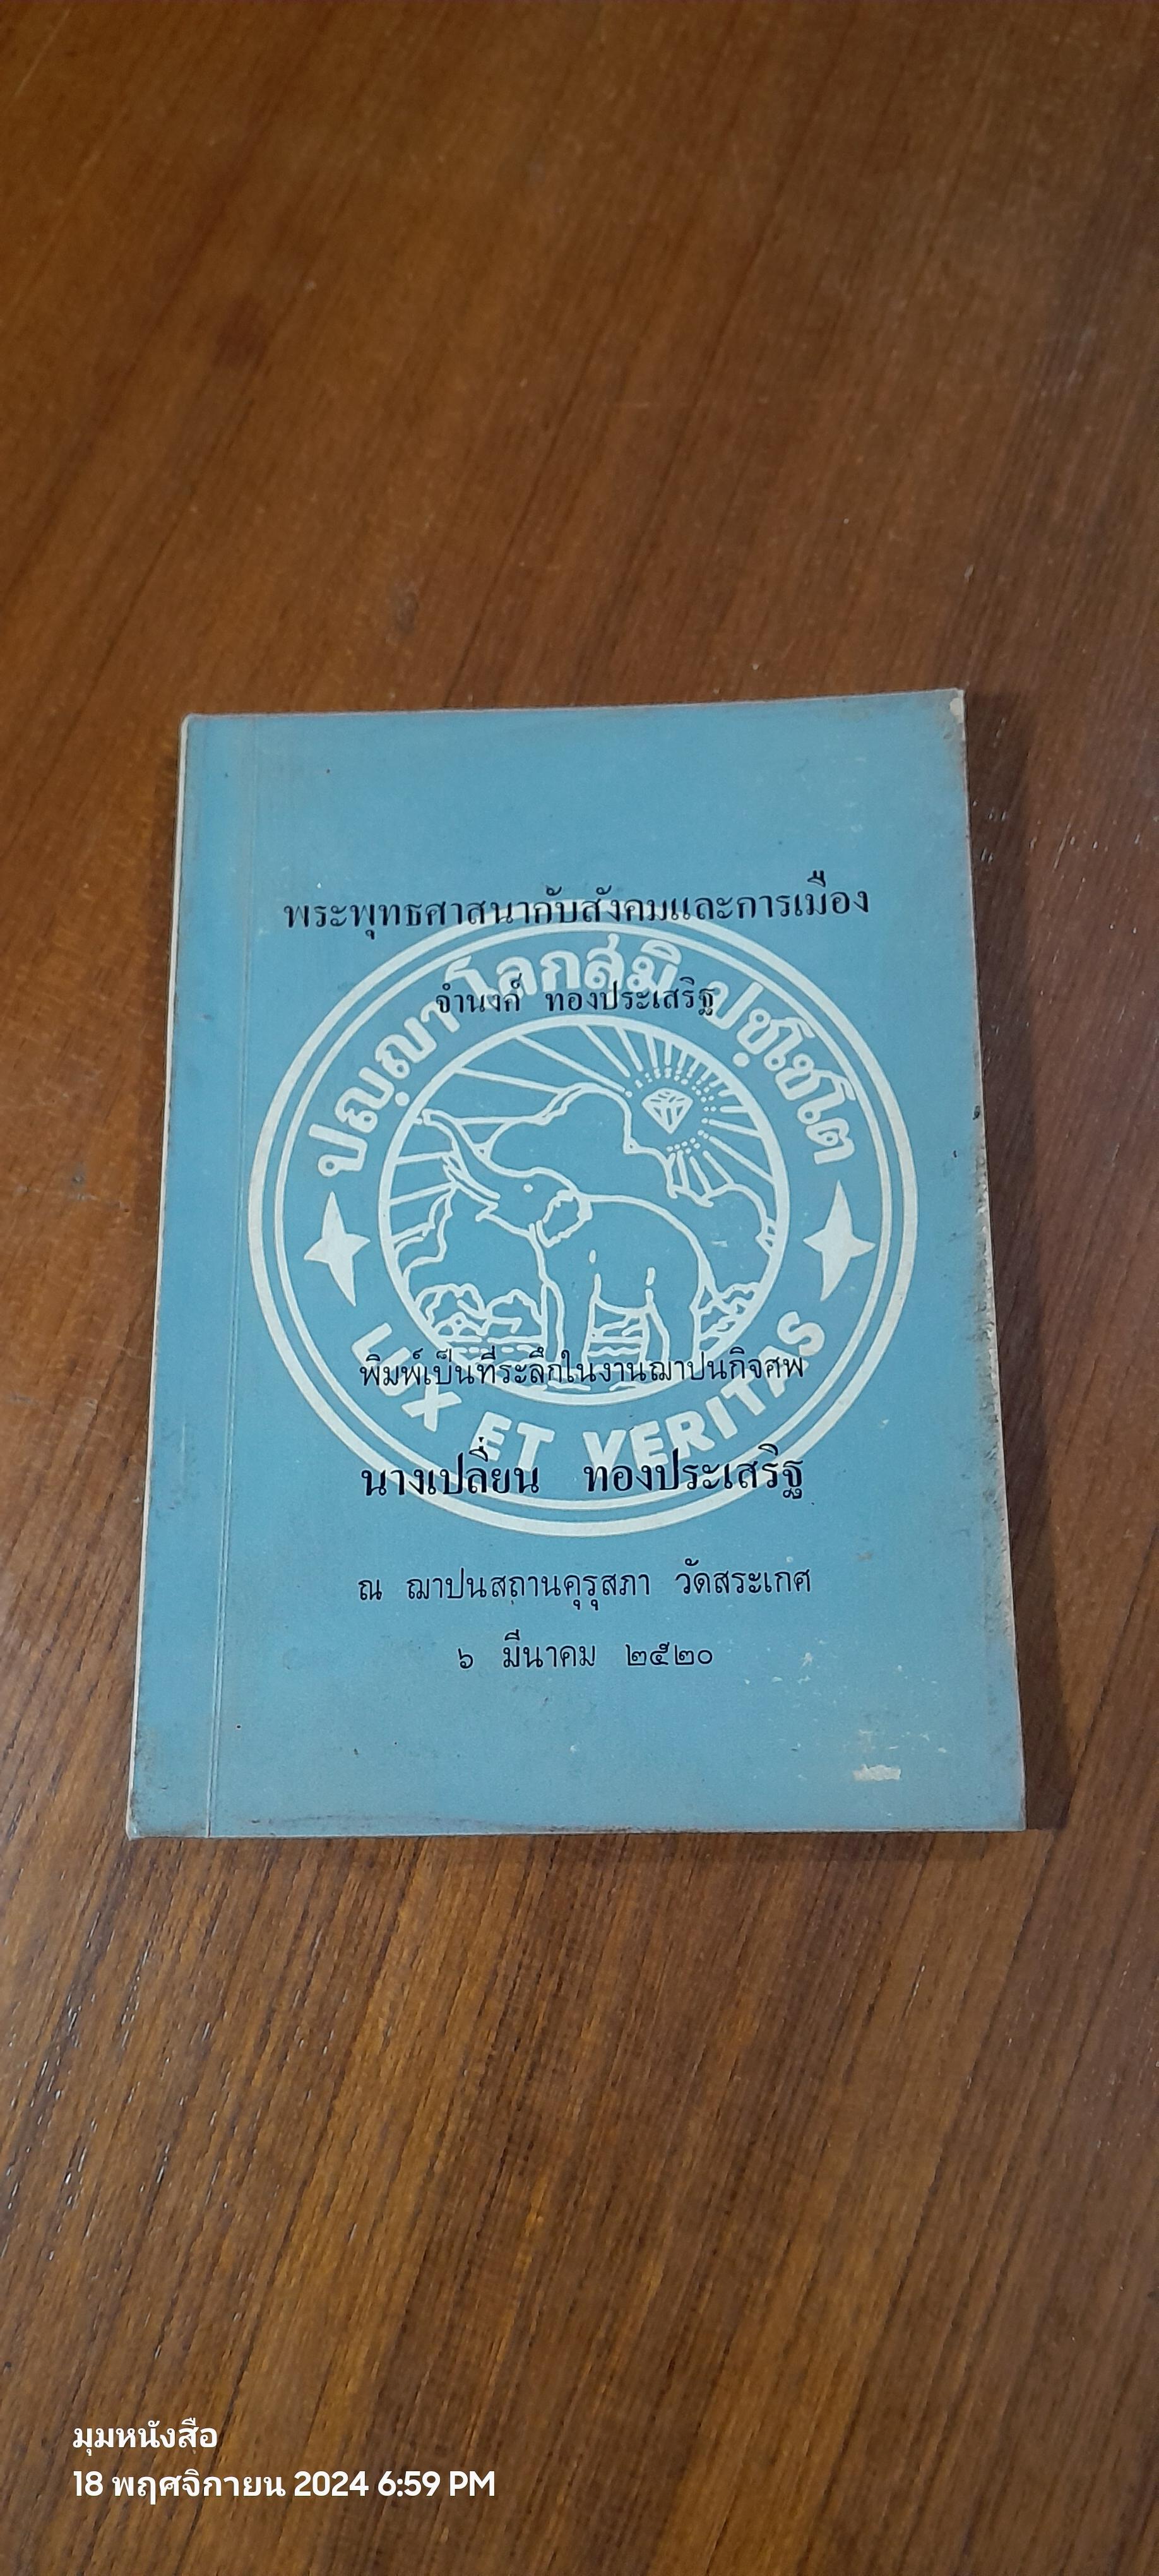 พระพุทธศาสนากับสังคมและการเมือง
ปญฺญา โลกสฺมิ ปชฺโชโต
จำนงค์ ทองประเสริฐ
LUX ET VERITAS
พิมพ์เป็นที่ระลึกในงานฌาปนกิจศพ
นางเปลี่ยน ทองประเสริฐ
ณ ฌาปนสถานคุรุสภา วัดสระเกศ
๖ มีนาคม ๒๕๒๐
มุมหนังสือ
18 พฤศจิกายน 2024 6:59 PM